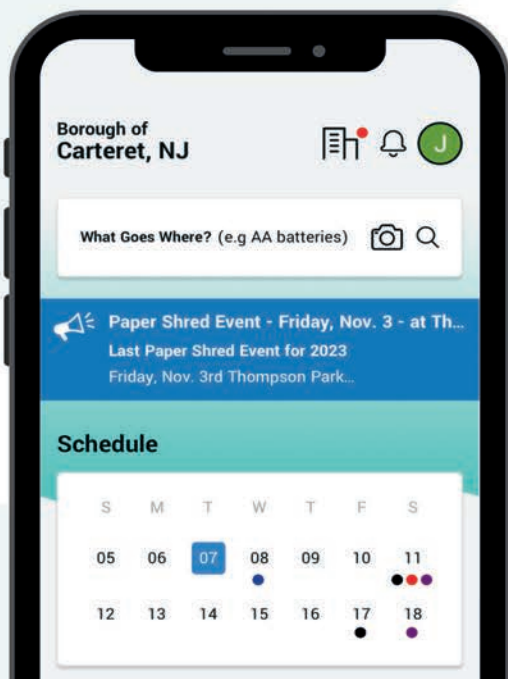 Borough of
Carteret, NJ
J
What Goes Where? (e.g AA batteries)
Paper Shred Event - Friday, Nov. 3 - at Th...
Last Paper Shred Event for 2023
Friday, Nov. 3rd Thompson Park...
Schedule
S M T W T F S
05 06 07 08 09 10 11
12 13 14 15 16 17 18